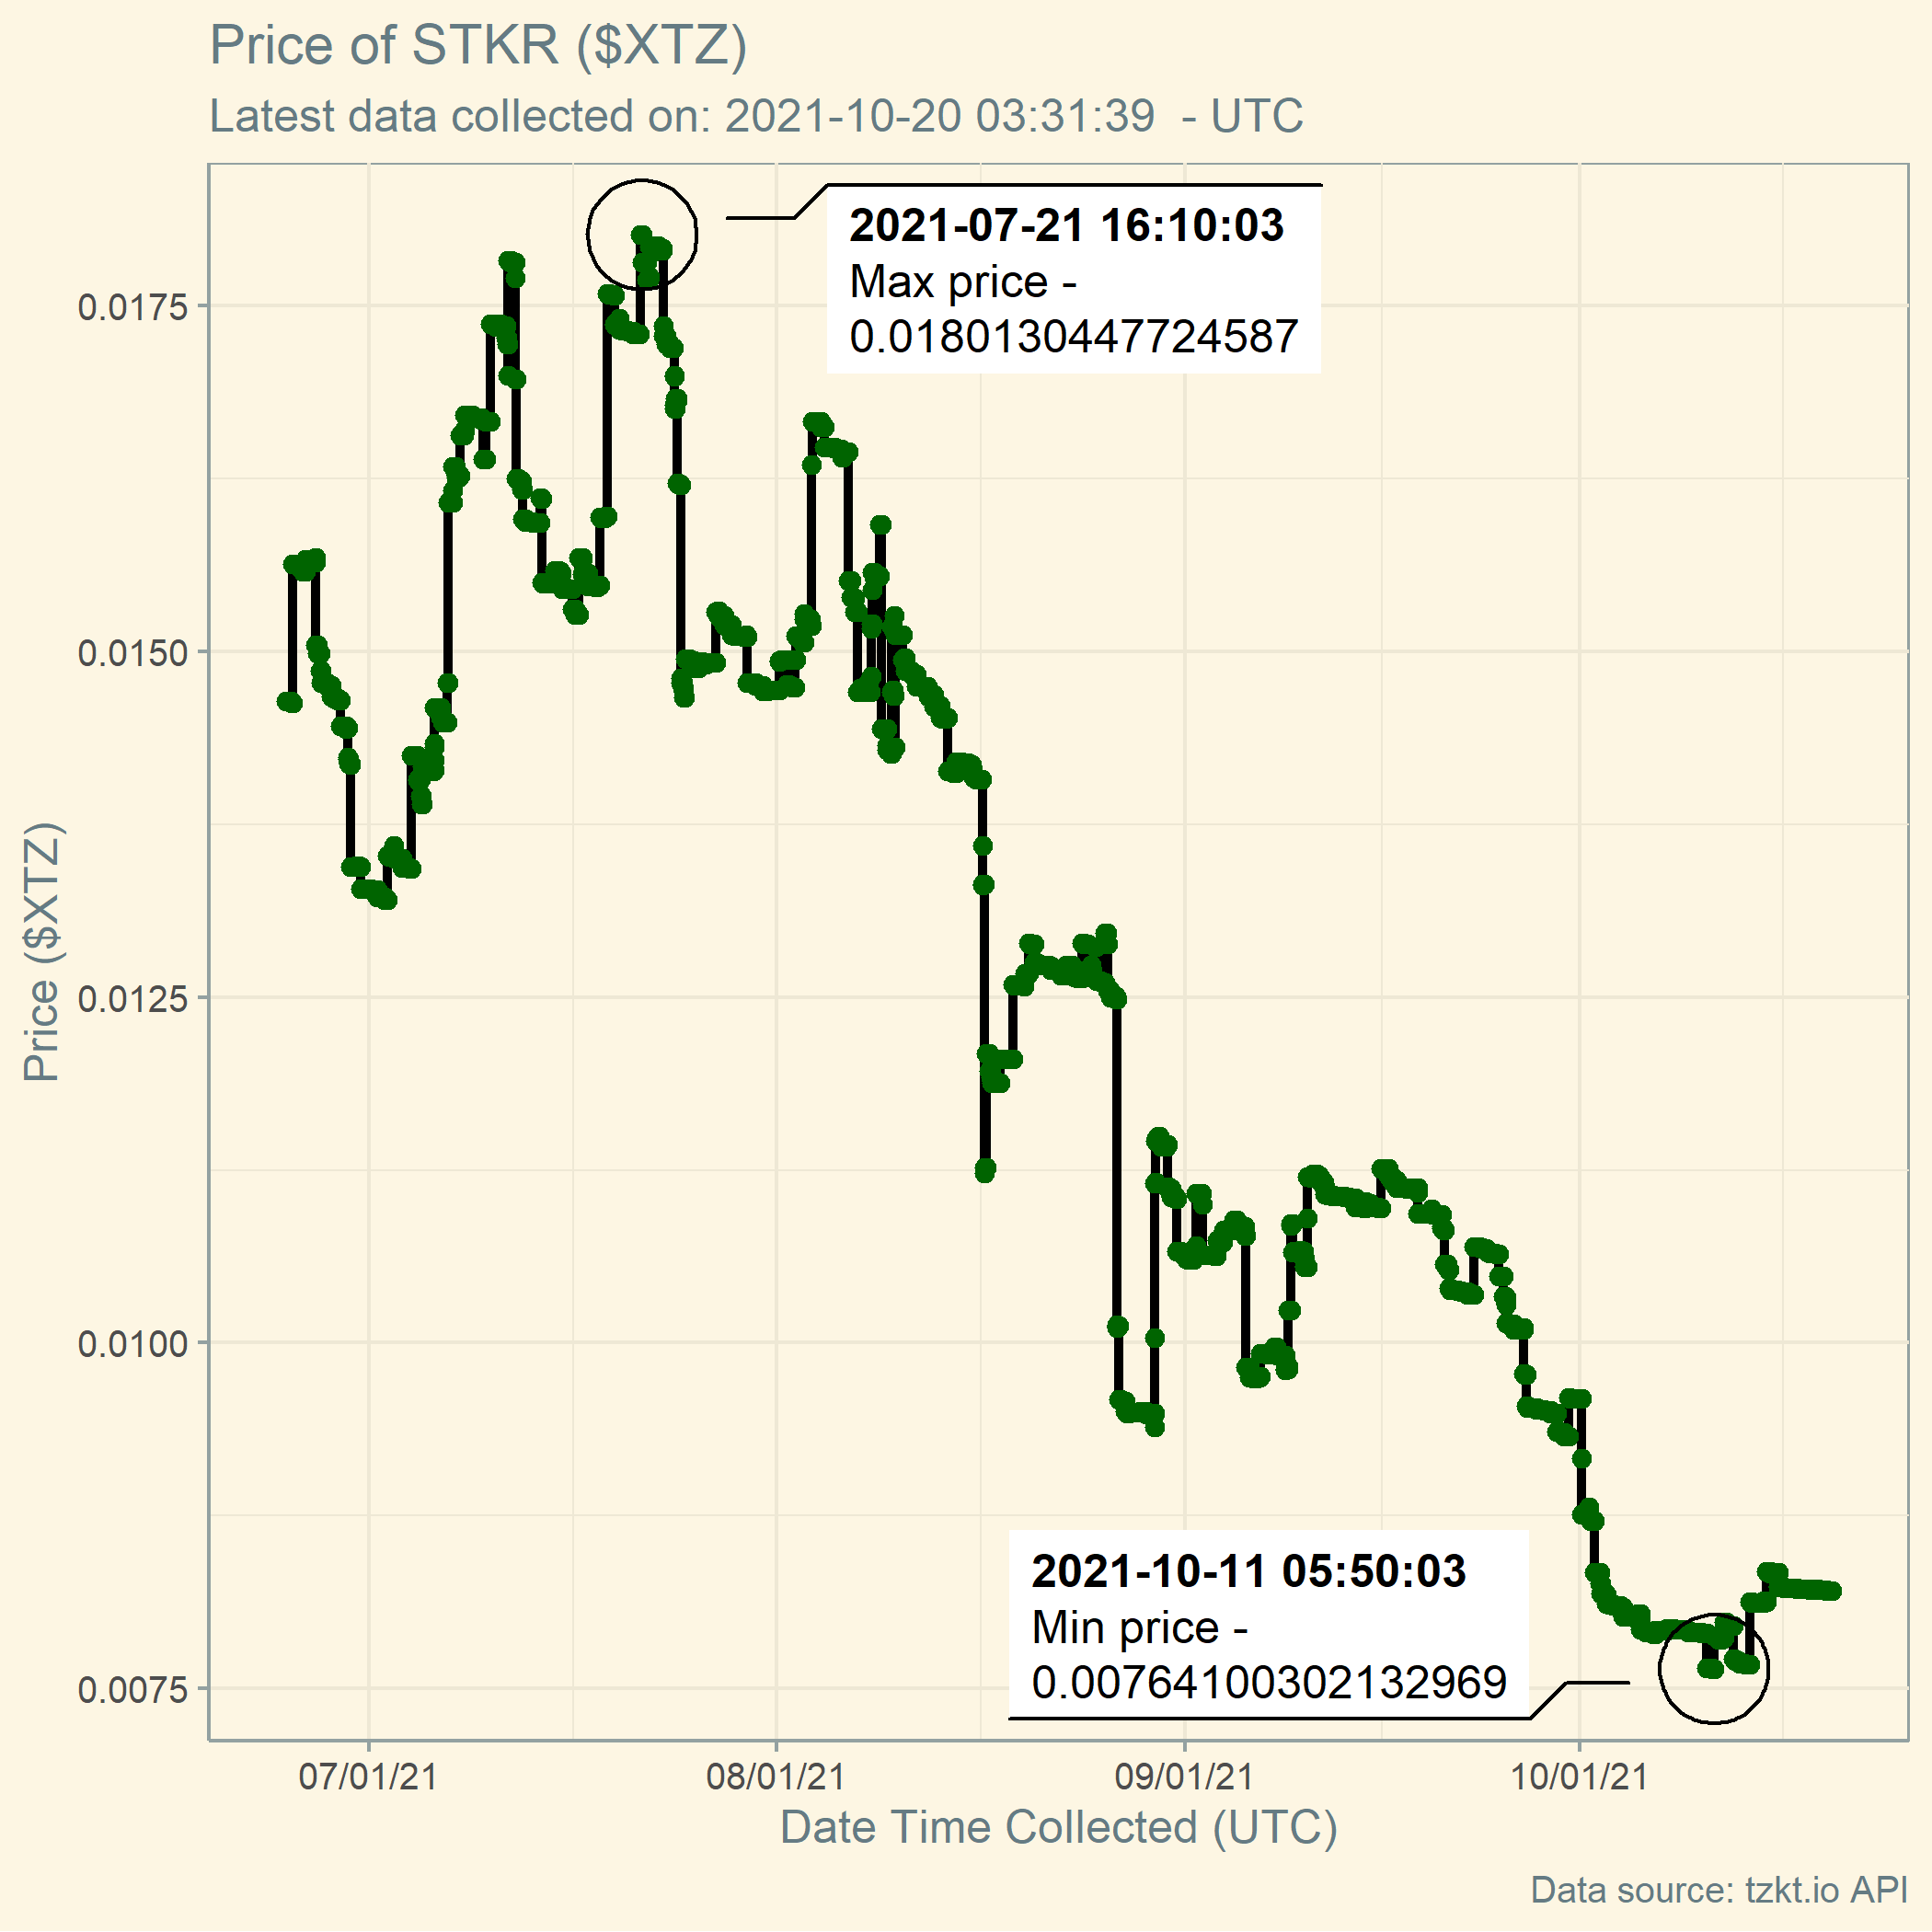 Price of STKR ($XTZ)
Latest data collected on: 2021-10-20 03:31:39  - UTC
2021-07-21 16:10:03
Max price -
0.0180130447724587
0.0175
0.0150
0.0125
0.0100
0.0075
Price ($XTZ)
2021-10-11 05:50:03
Min price -
0.00764100302132969
07/01/21
08/01/21
09/01/21
10/01/21
Date Time Collected (UTC)
Data source: tzkt.io API